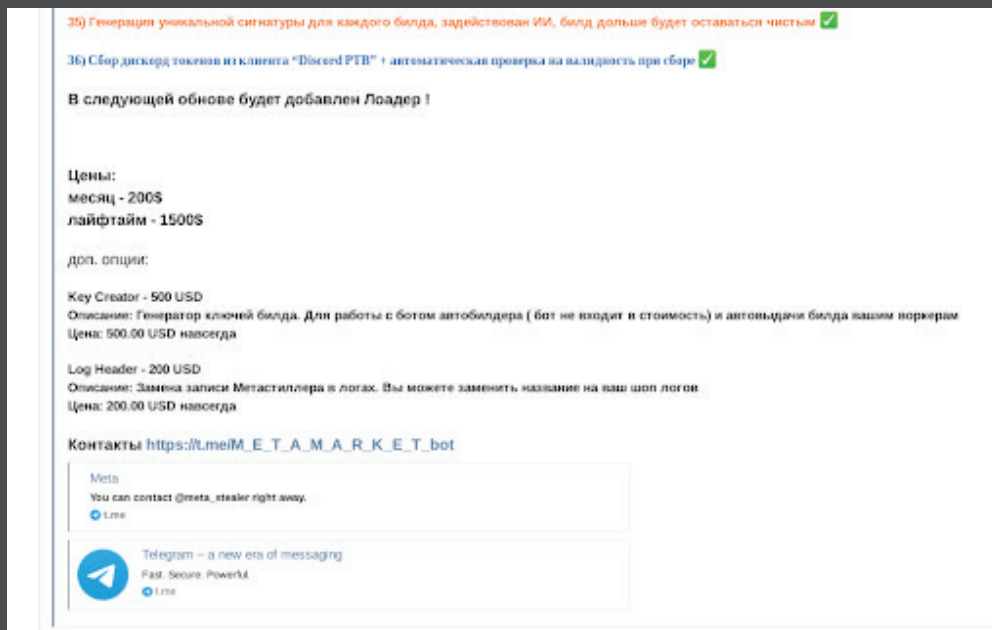 35) Генерация уникальной сигнатуры для каждого билда, задействован ИИ, билд дольше будет оставаться чистым ✅
36) Сбор дискорд токенов из клиента “Discord PTB” + автоматическая проверка на валидность при сборе ✅
В следующей обнове будет добавлен Лоадер !
Цены:
месяц - 200$
лайфтайм - 1500$
доп. опции:
Key Creator - 500 USD
Описание: Генератор ключей билда. Для работы с ботом автобилдера ( бот не входит в стоимость) и автовыдачи билда вашим воркерам
Цена: 500.00 USD навсегда
Log Header - 200 USD
Описание: Замена записи Метастиллера в логах. Вы можете заменить название на ваш шоп логов
Цена: 200.00 USD навсегда
Контакты https://t.me/M_E_T_A_M_A_R_K_E_T_bot
Meta
You can contact @meta_stealer right away.
t.me
Telegram – a new era of messaging
Fast. Secure. Powerful.
t.me